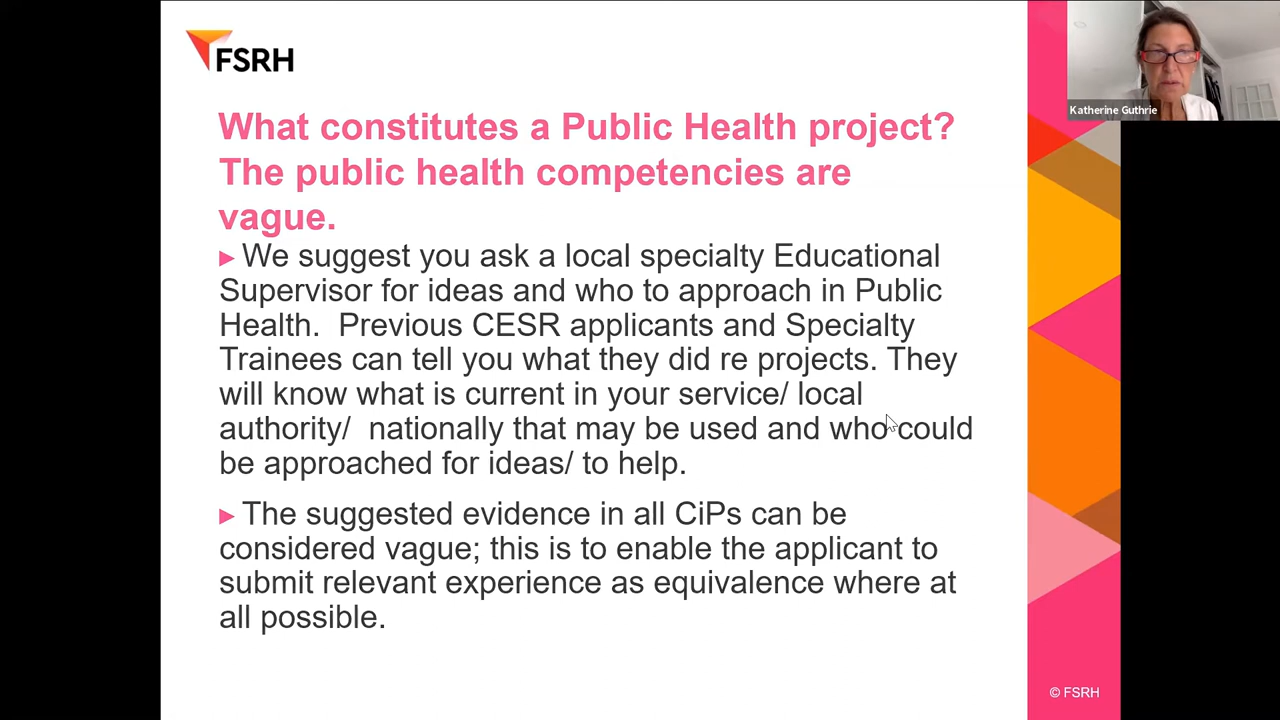 FSRH
Katherine Guthrie
What constitutes a Public Health project?
The public health competencies are
vague.
▸ We suggest you ask a local specialty Educational
Supervisor for ideas and who to approach in Public
Health.  Previous CESR applicants and Specialty
Trainees can tell you what they did re projects. They
will know what is current in your service/ local
authority/  nationally that may be used and who could
be approached for ideas/ to help.
▸ The suggested evidence in all CiPs can be
considered vague; this is to enable the applicant to
submit relevant experience as equivalence where at
all possible.
© FSRH